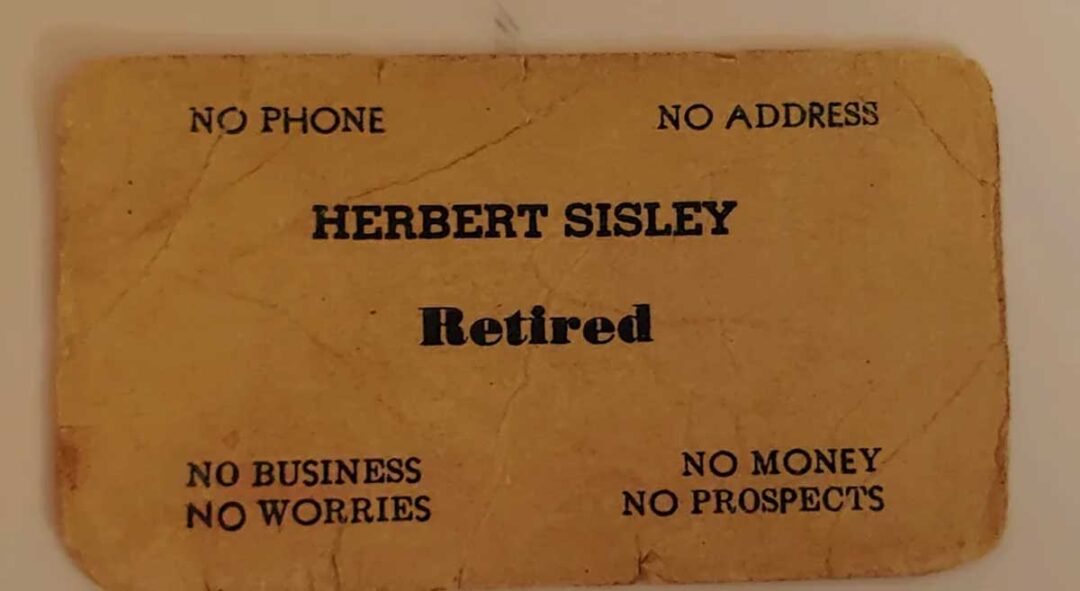 NO PHONE
NO ADDRESS
HERBERT SISLEY
Retired
NO BUSINESS
NO WORRIES
NO MONEY
NO PROSPECTS